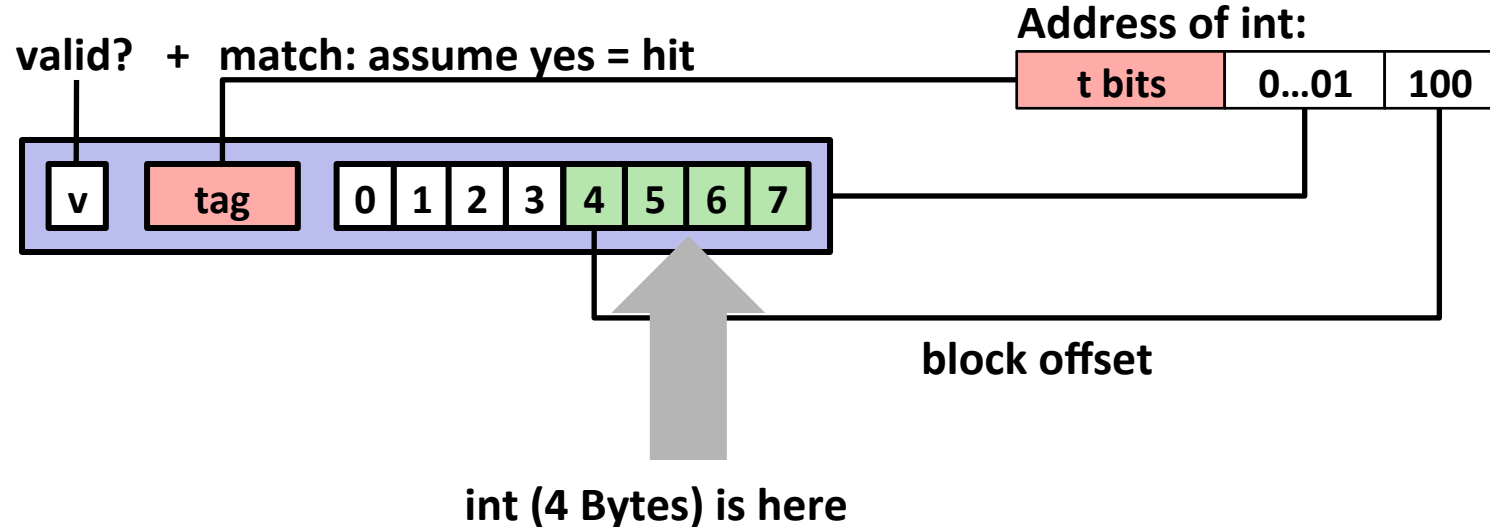 Address of int:
valid? + match: assume yes = hit
t bits 0...01 100
v tag 0 1 2 3 4 5 6 7
block offset
int (4 Bytes) is here